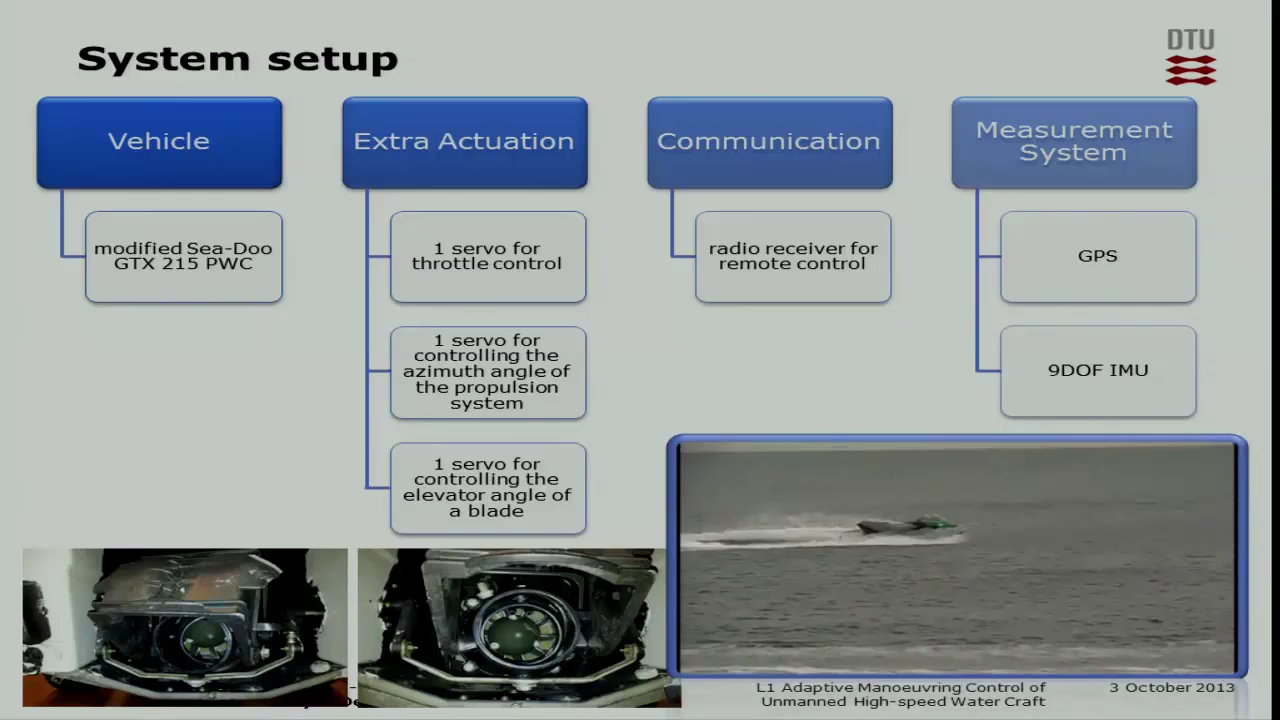 System setup
DTU
Vehicle
modified Sea-Doo
GTX 215 PWC
Extra Actuation
1 servo for
throttle control
1 servo for
controlling the
azimuth angle of
the propulsion
system
1 servo for
controlling the
elevator angle of
a blade
Communication
radio receiver for
remote control
Measurement
System
GPS
9DOF IMU
L1 Adaptive Manoeuvring Control of
Unmanned High-speed Water Craft
3 October 2013